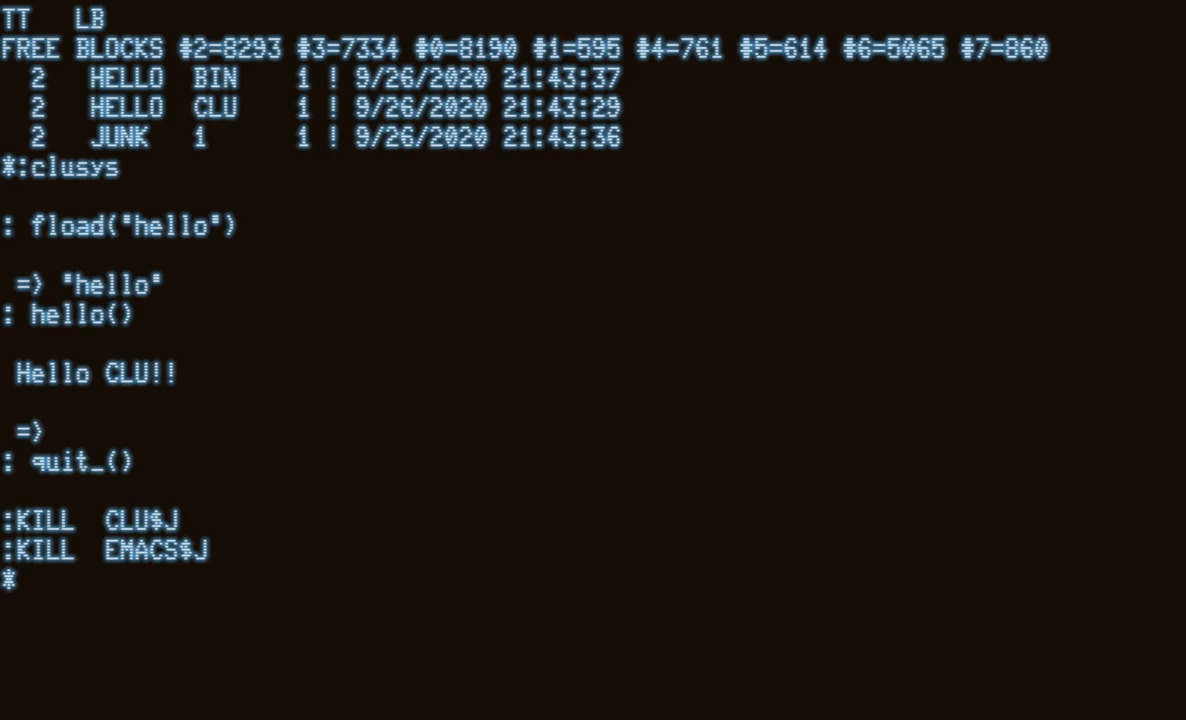 TT   LB
FREE BLOCKS #2=8293 #3=7334 #0=8190 #1=595 #4=761 #5=614 #6=5065 #7=860
  2   HELLO  BIN    1 ! 9/26/2020 21:43:37
  2   HELLO  CLU    1 ! 9/26/2020 21:43:29
  2   JUNK   1      1 ! 9/26/2020 21:43:36
*:clusys
: fload("hello")
 => "hello"
: hello()
 Hello CLU!!
 =>
: quit_()
:KILL  CLU$J
:KILL  EMACS$J
*